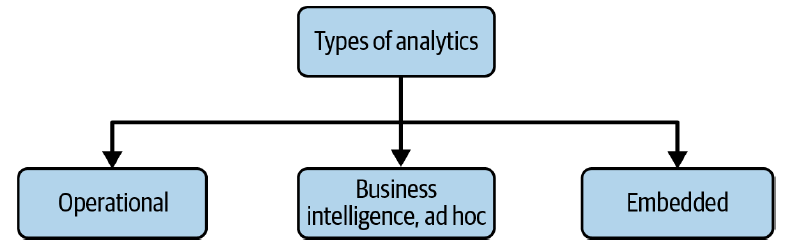 Types of analytics
Operational
Business
intelligence, ad hoc
Embedded